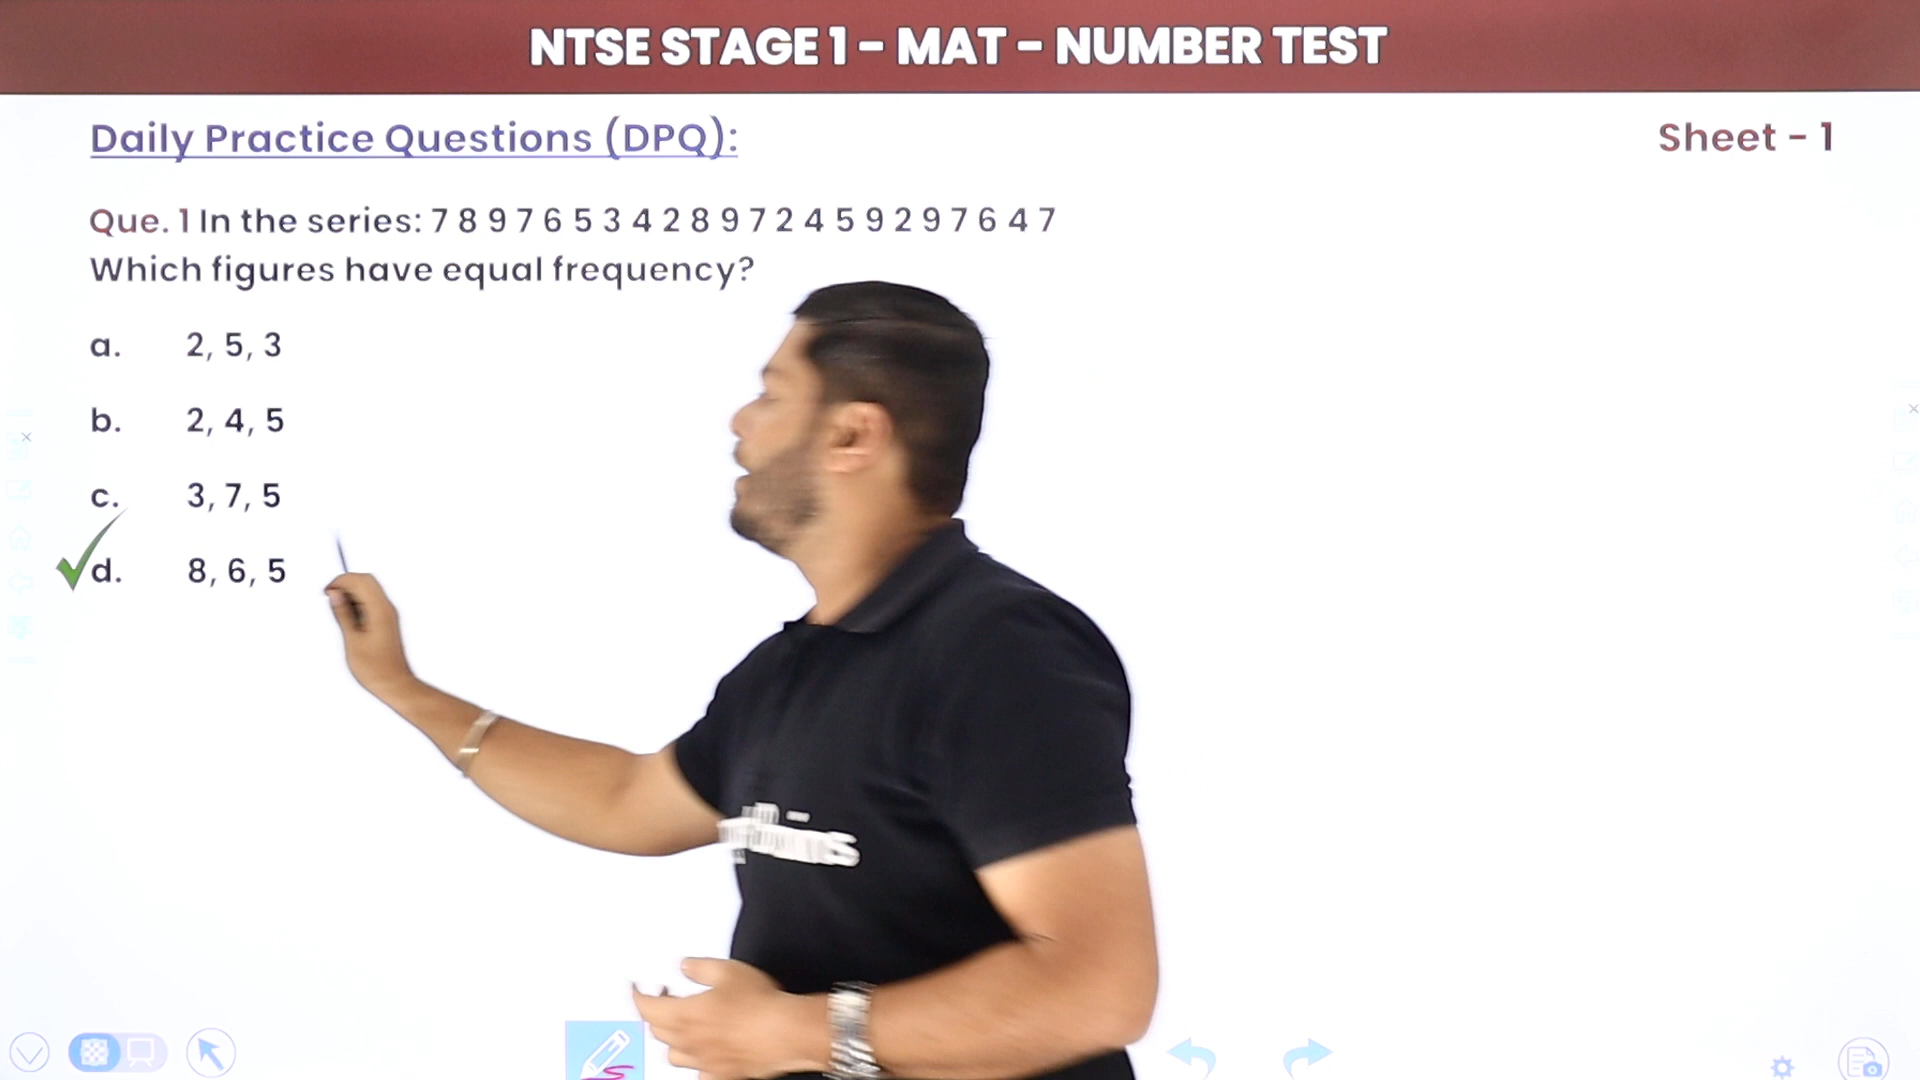 NTSE STAGE 1 - MAT - NUMBER TEST
Daily Practice Questions (DPQ):
Sheet - 1
Que. 1 In the series: 7 8 9 7 6 5 3 4 2 8 9 7 2 4 5 9 2 9 7 6 4 7
Which figures have equal frequency?
a. 2, 5, 3
b. 2, 4, 5
c. 3, 7, 5
d. 8, 6, 5